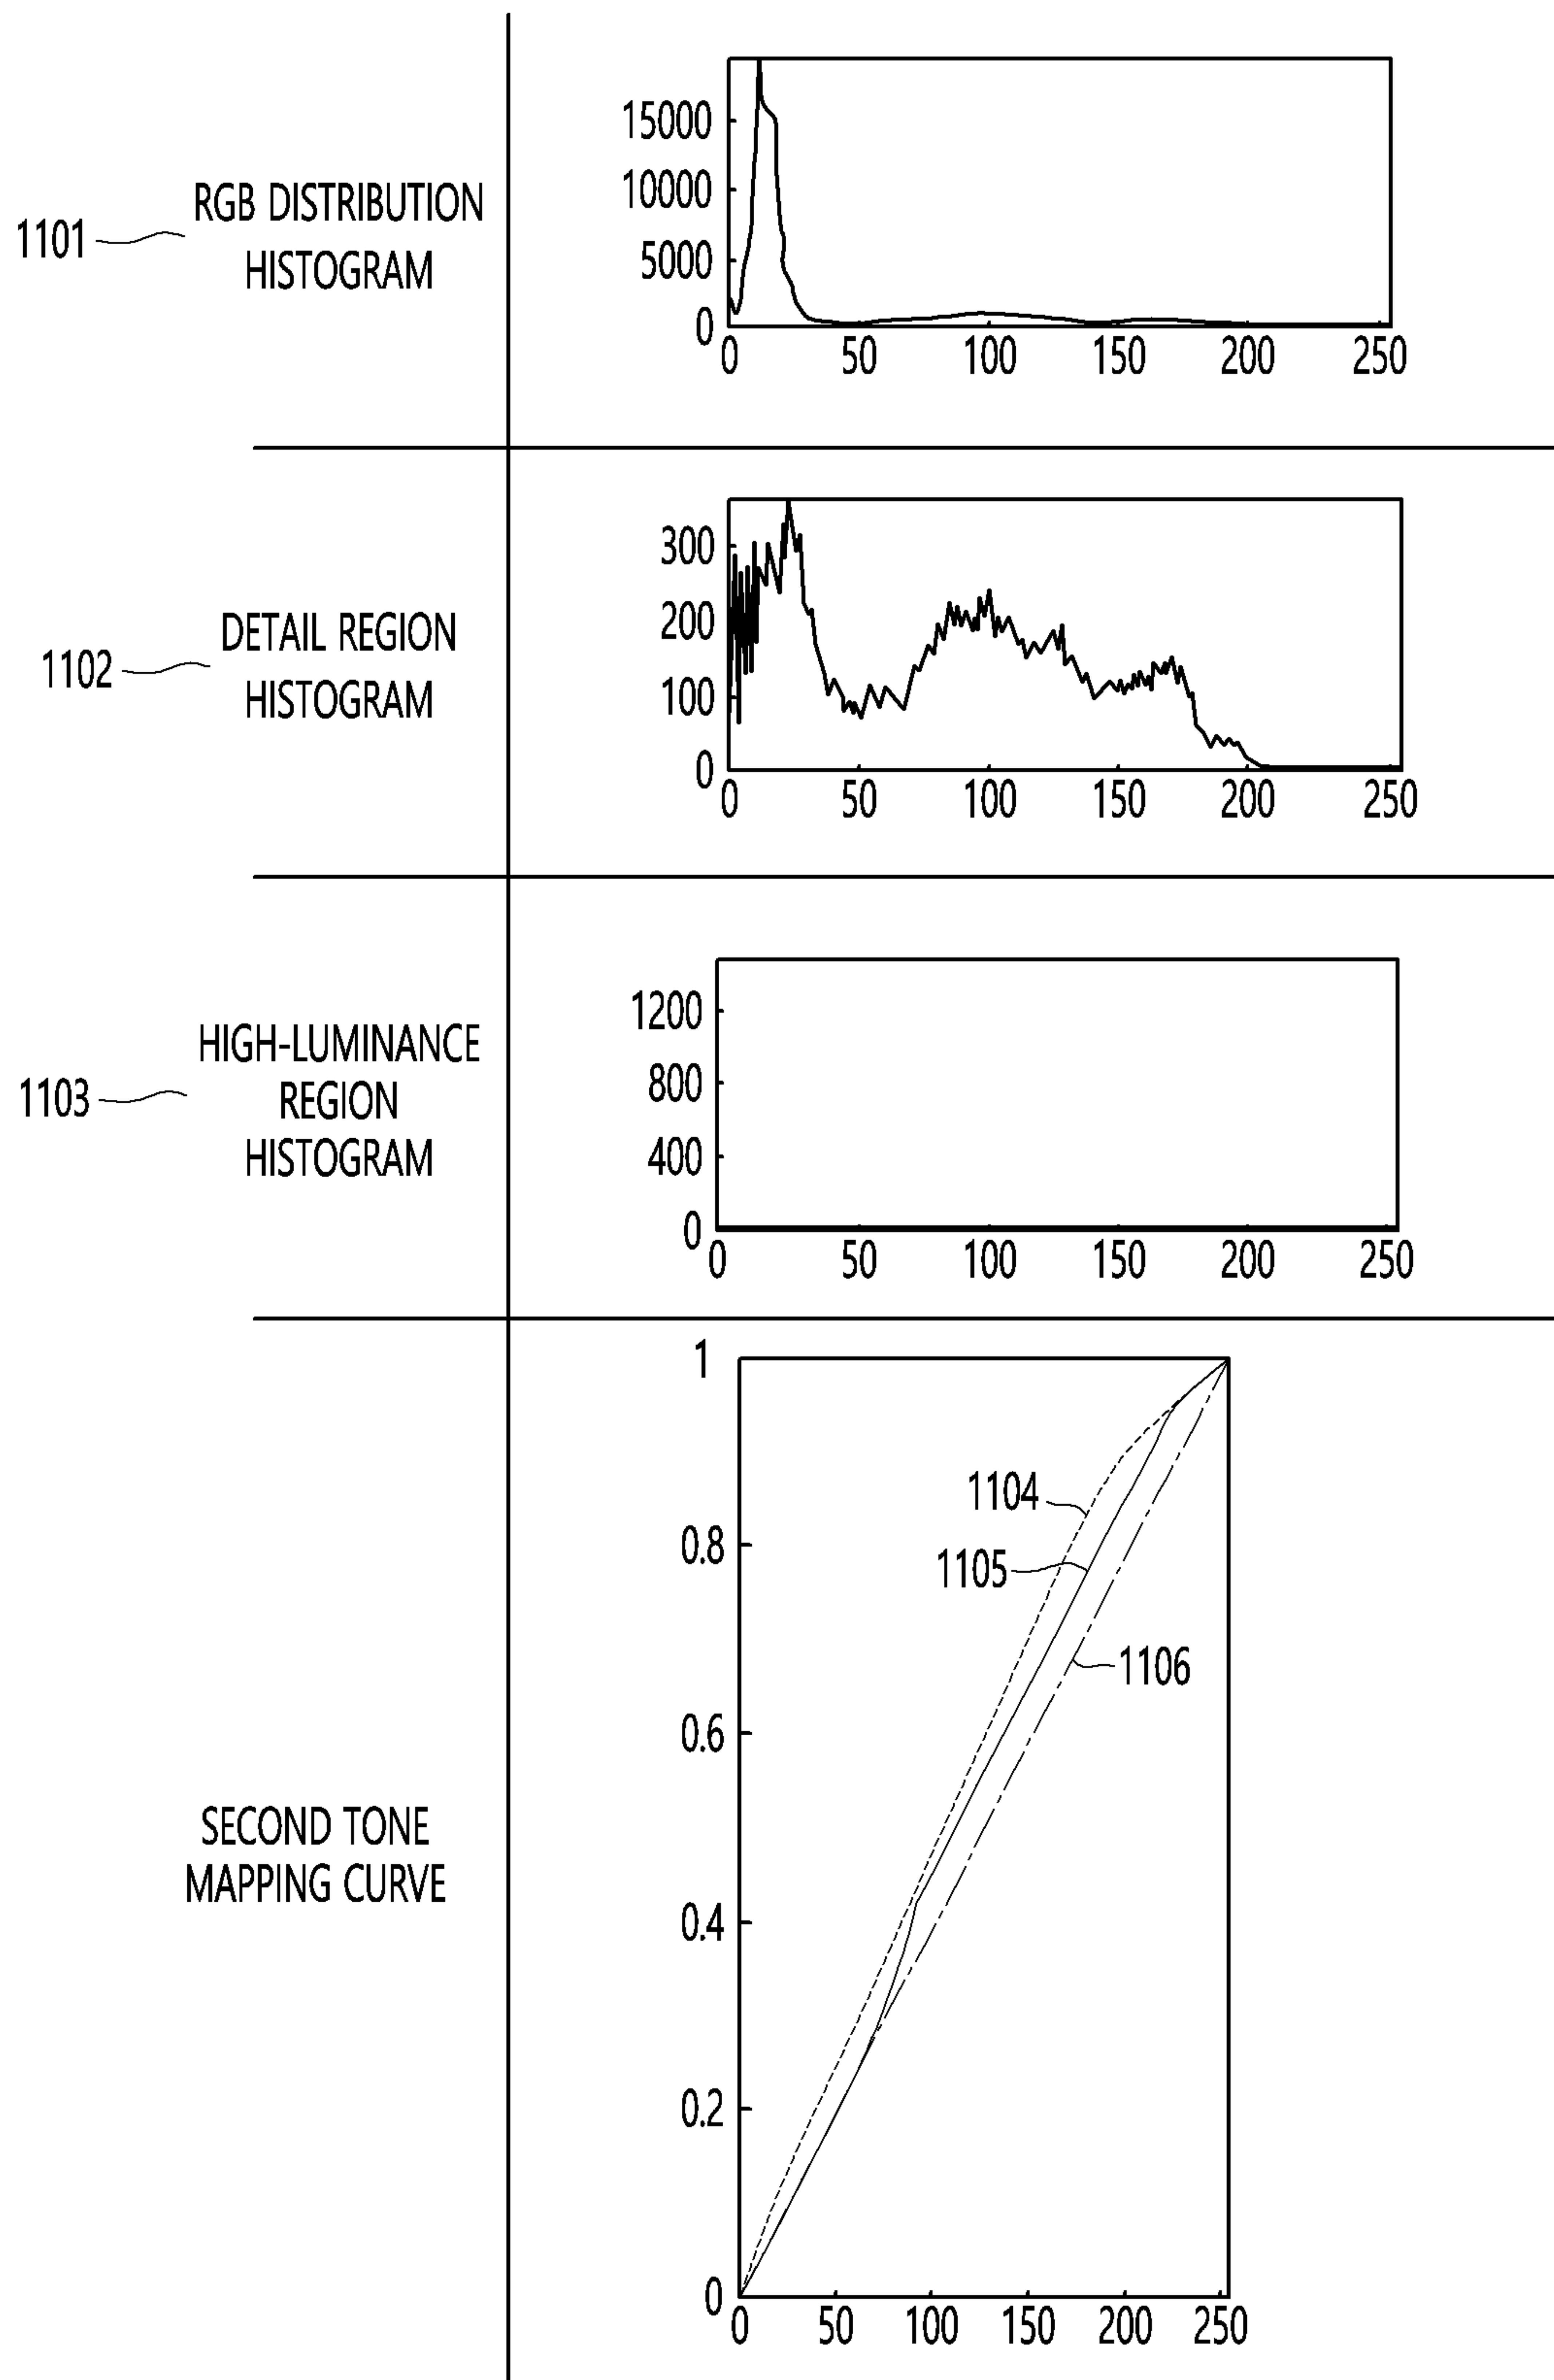 1101
RGB DISTRIBUTION
HISTOGRAM
15000
10000
5000
0
0 50 100 150 200 250
1102
DETAIL REGION
HISTOGRAM
300
200
100
0
0 50 100 150 200 250
1103
HIGH-LUMINANCE
REGION
HISTOGRAM
1200
800
400
0
0 50 100 150 200 250
SECOND TONE
MAPPING CURVE
1
0.8
0.6
0.4
0.2
0
1104
1105
1106
0 50 100 150 200 250